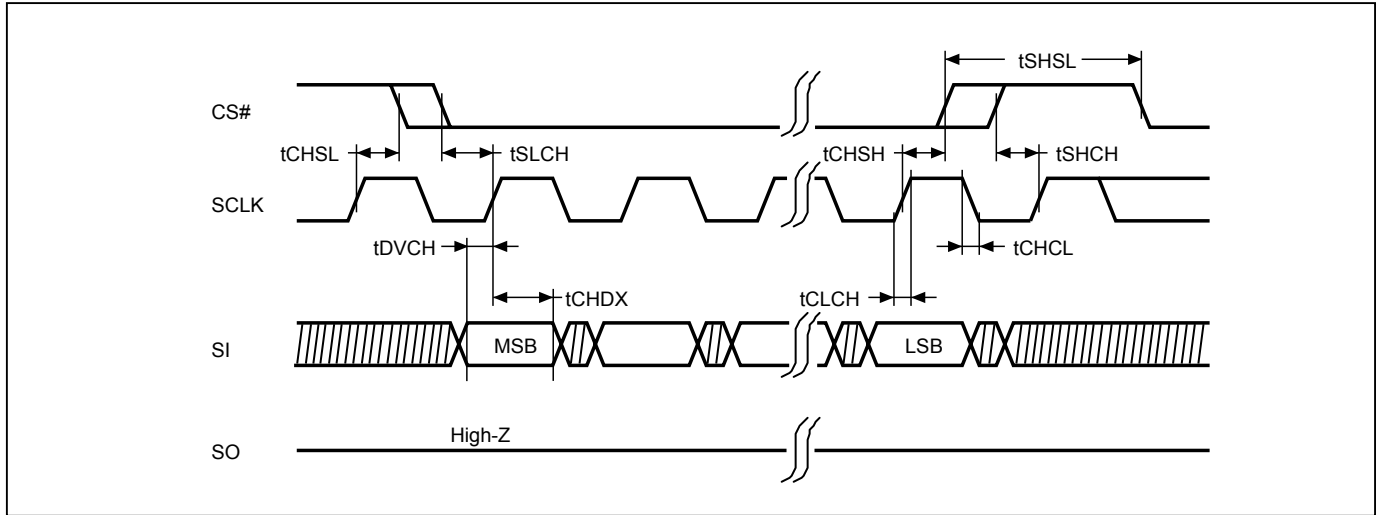 tSHSL
CS#
tCHSL
tSLCH
tCHSH
tSHCH
SCLK
tDVCH
tCHCL
tCHDX
tCLCH
SI
MSB
LSB
High-Z
SO